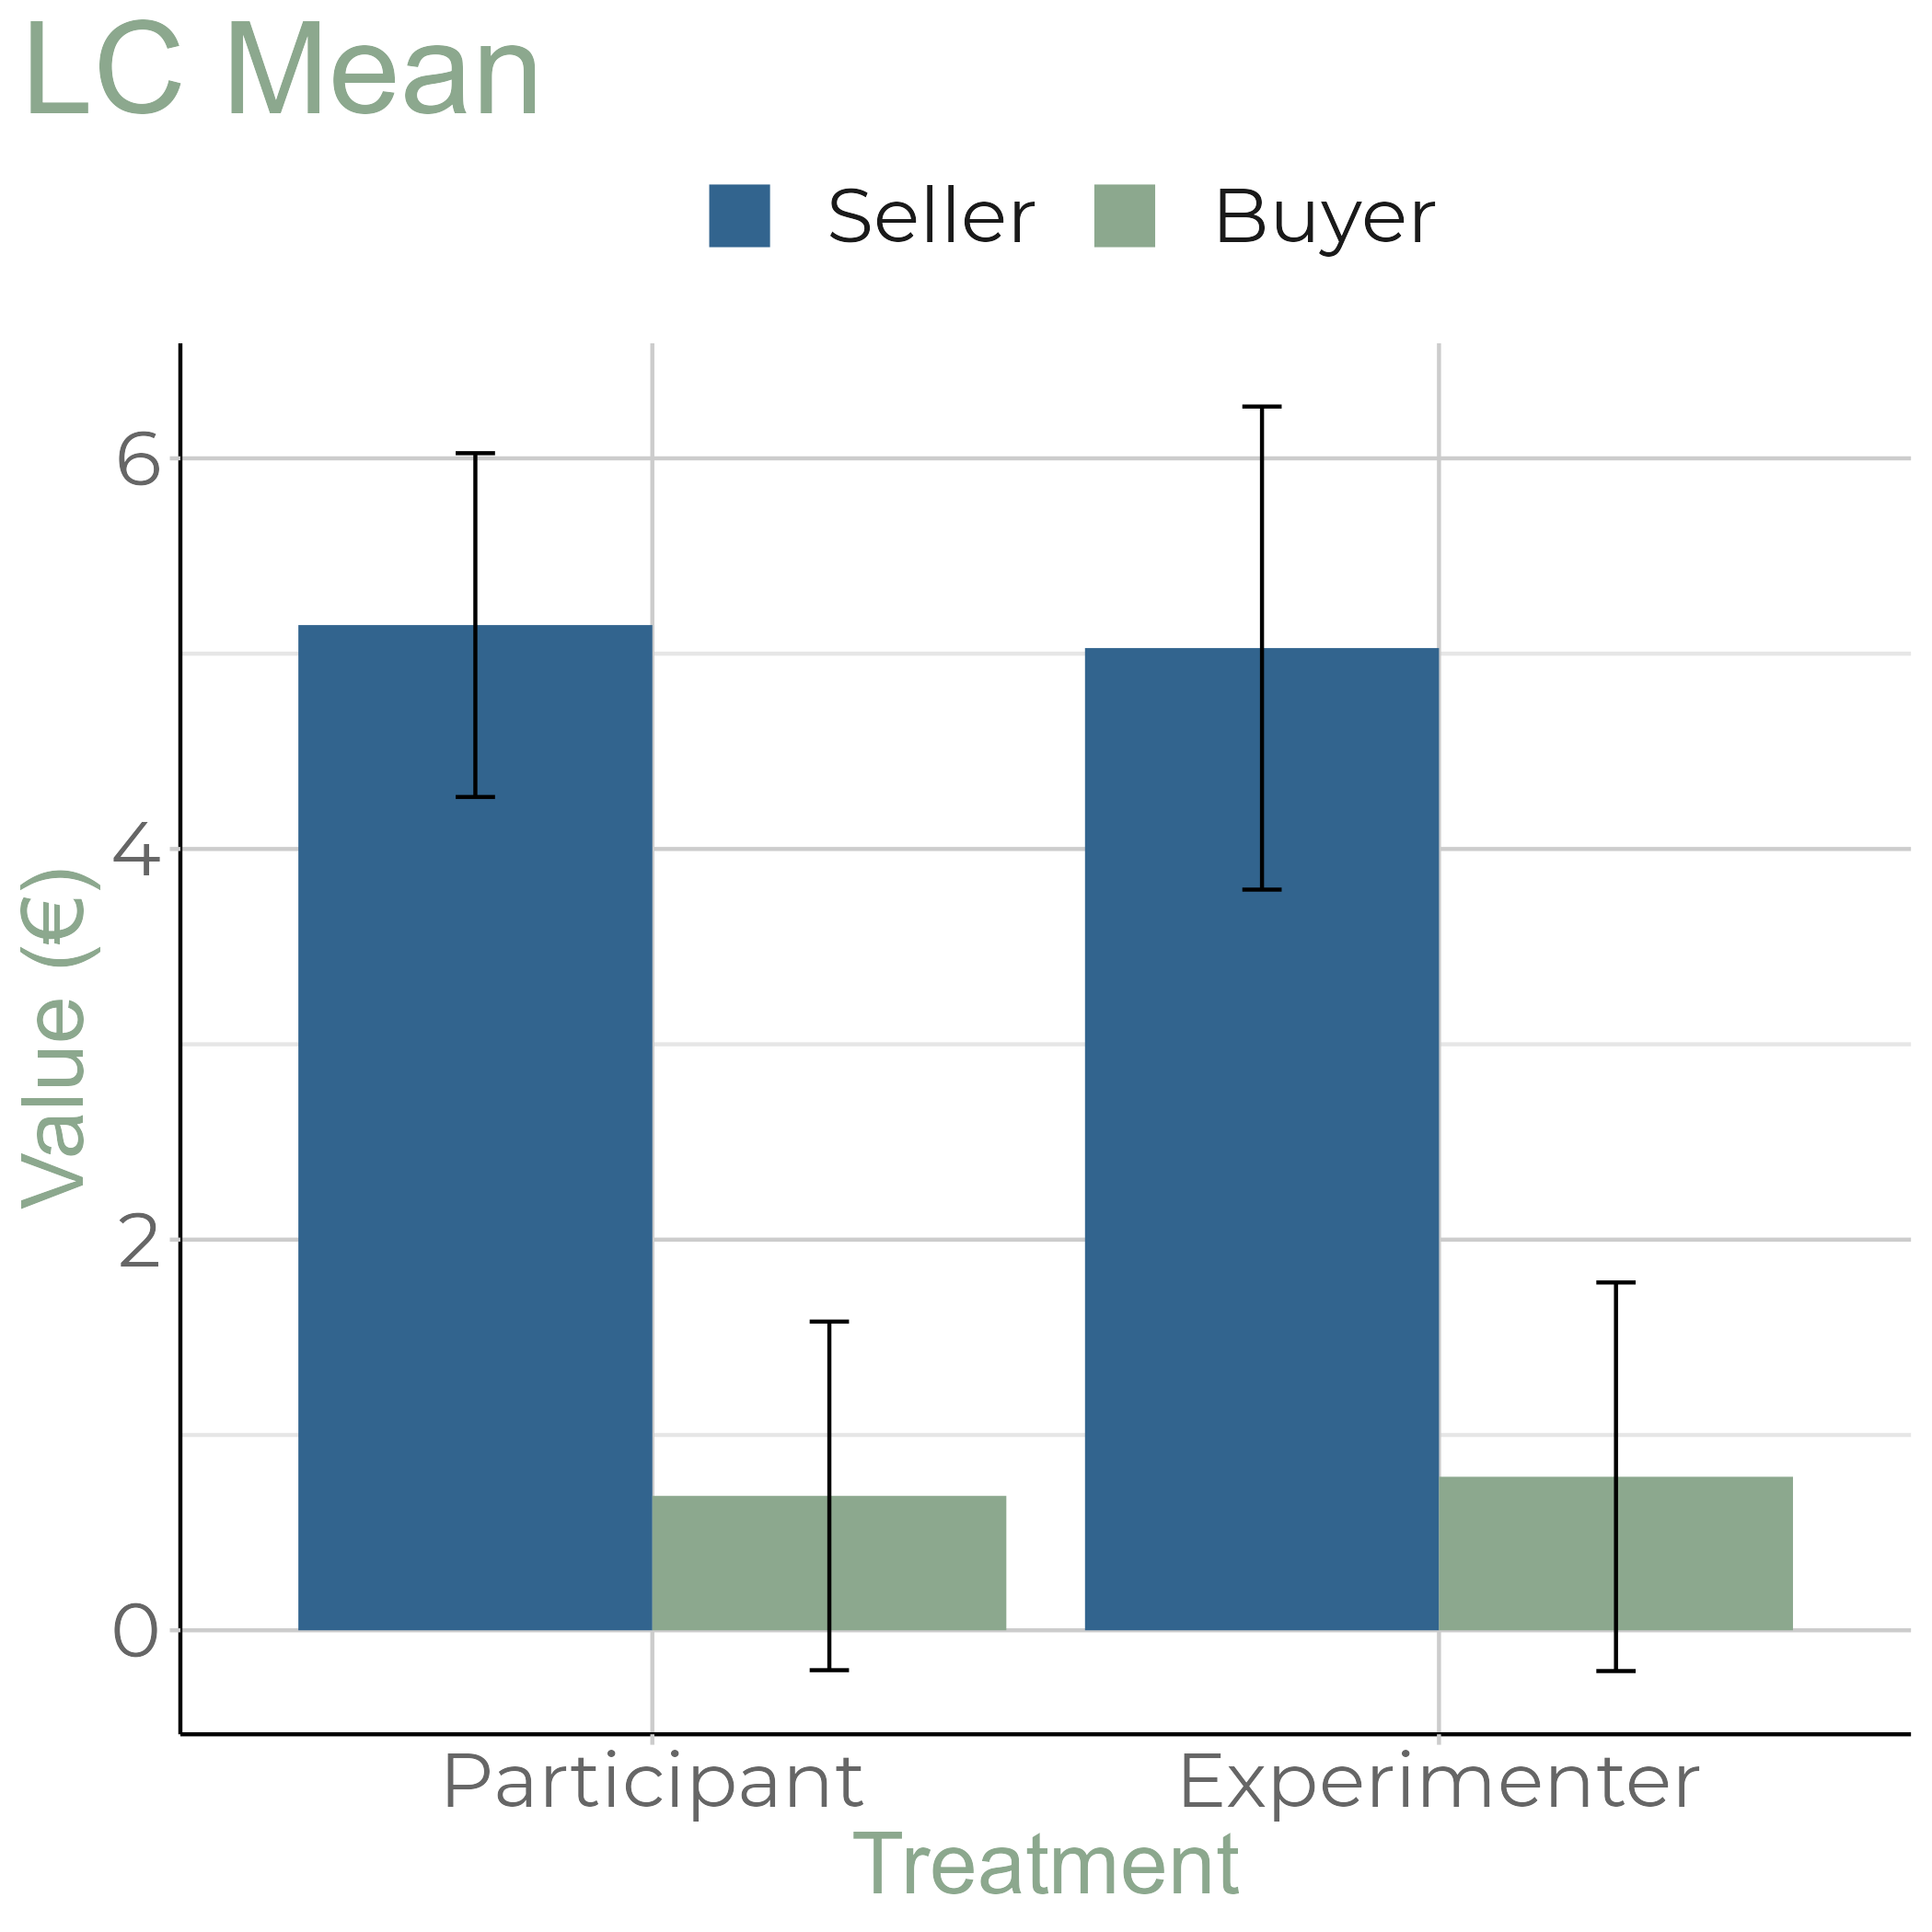 LC Mean
Seller Buyer
6
4
2
0
Value (€)
Participant Experimenter
Treatment